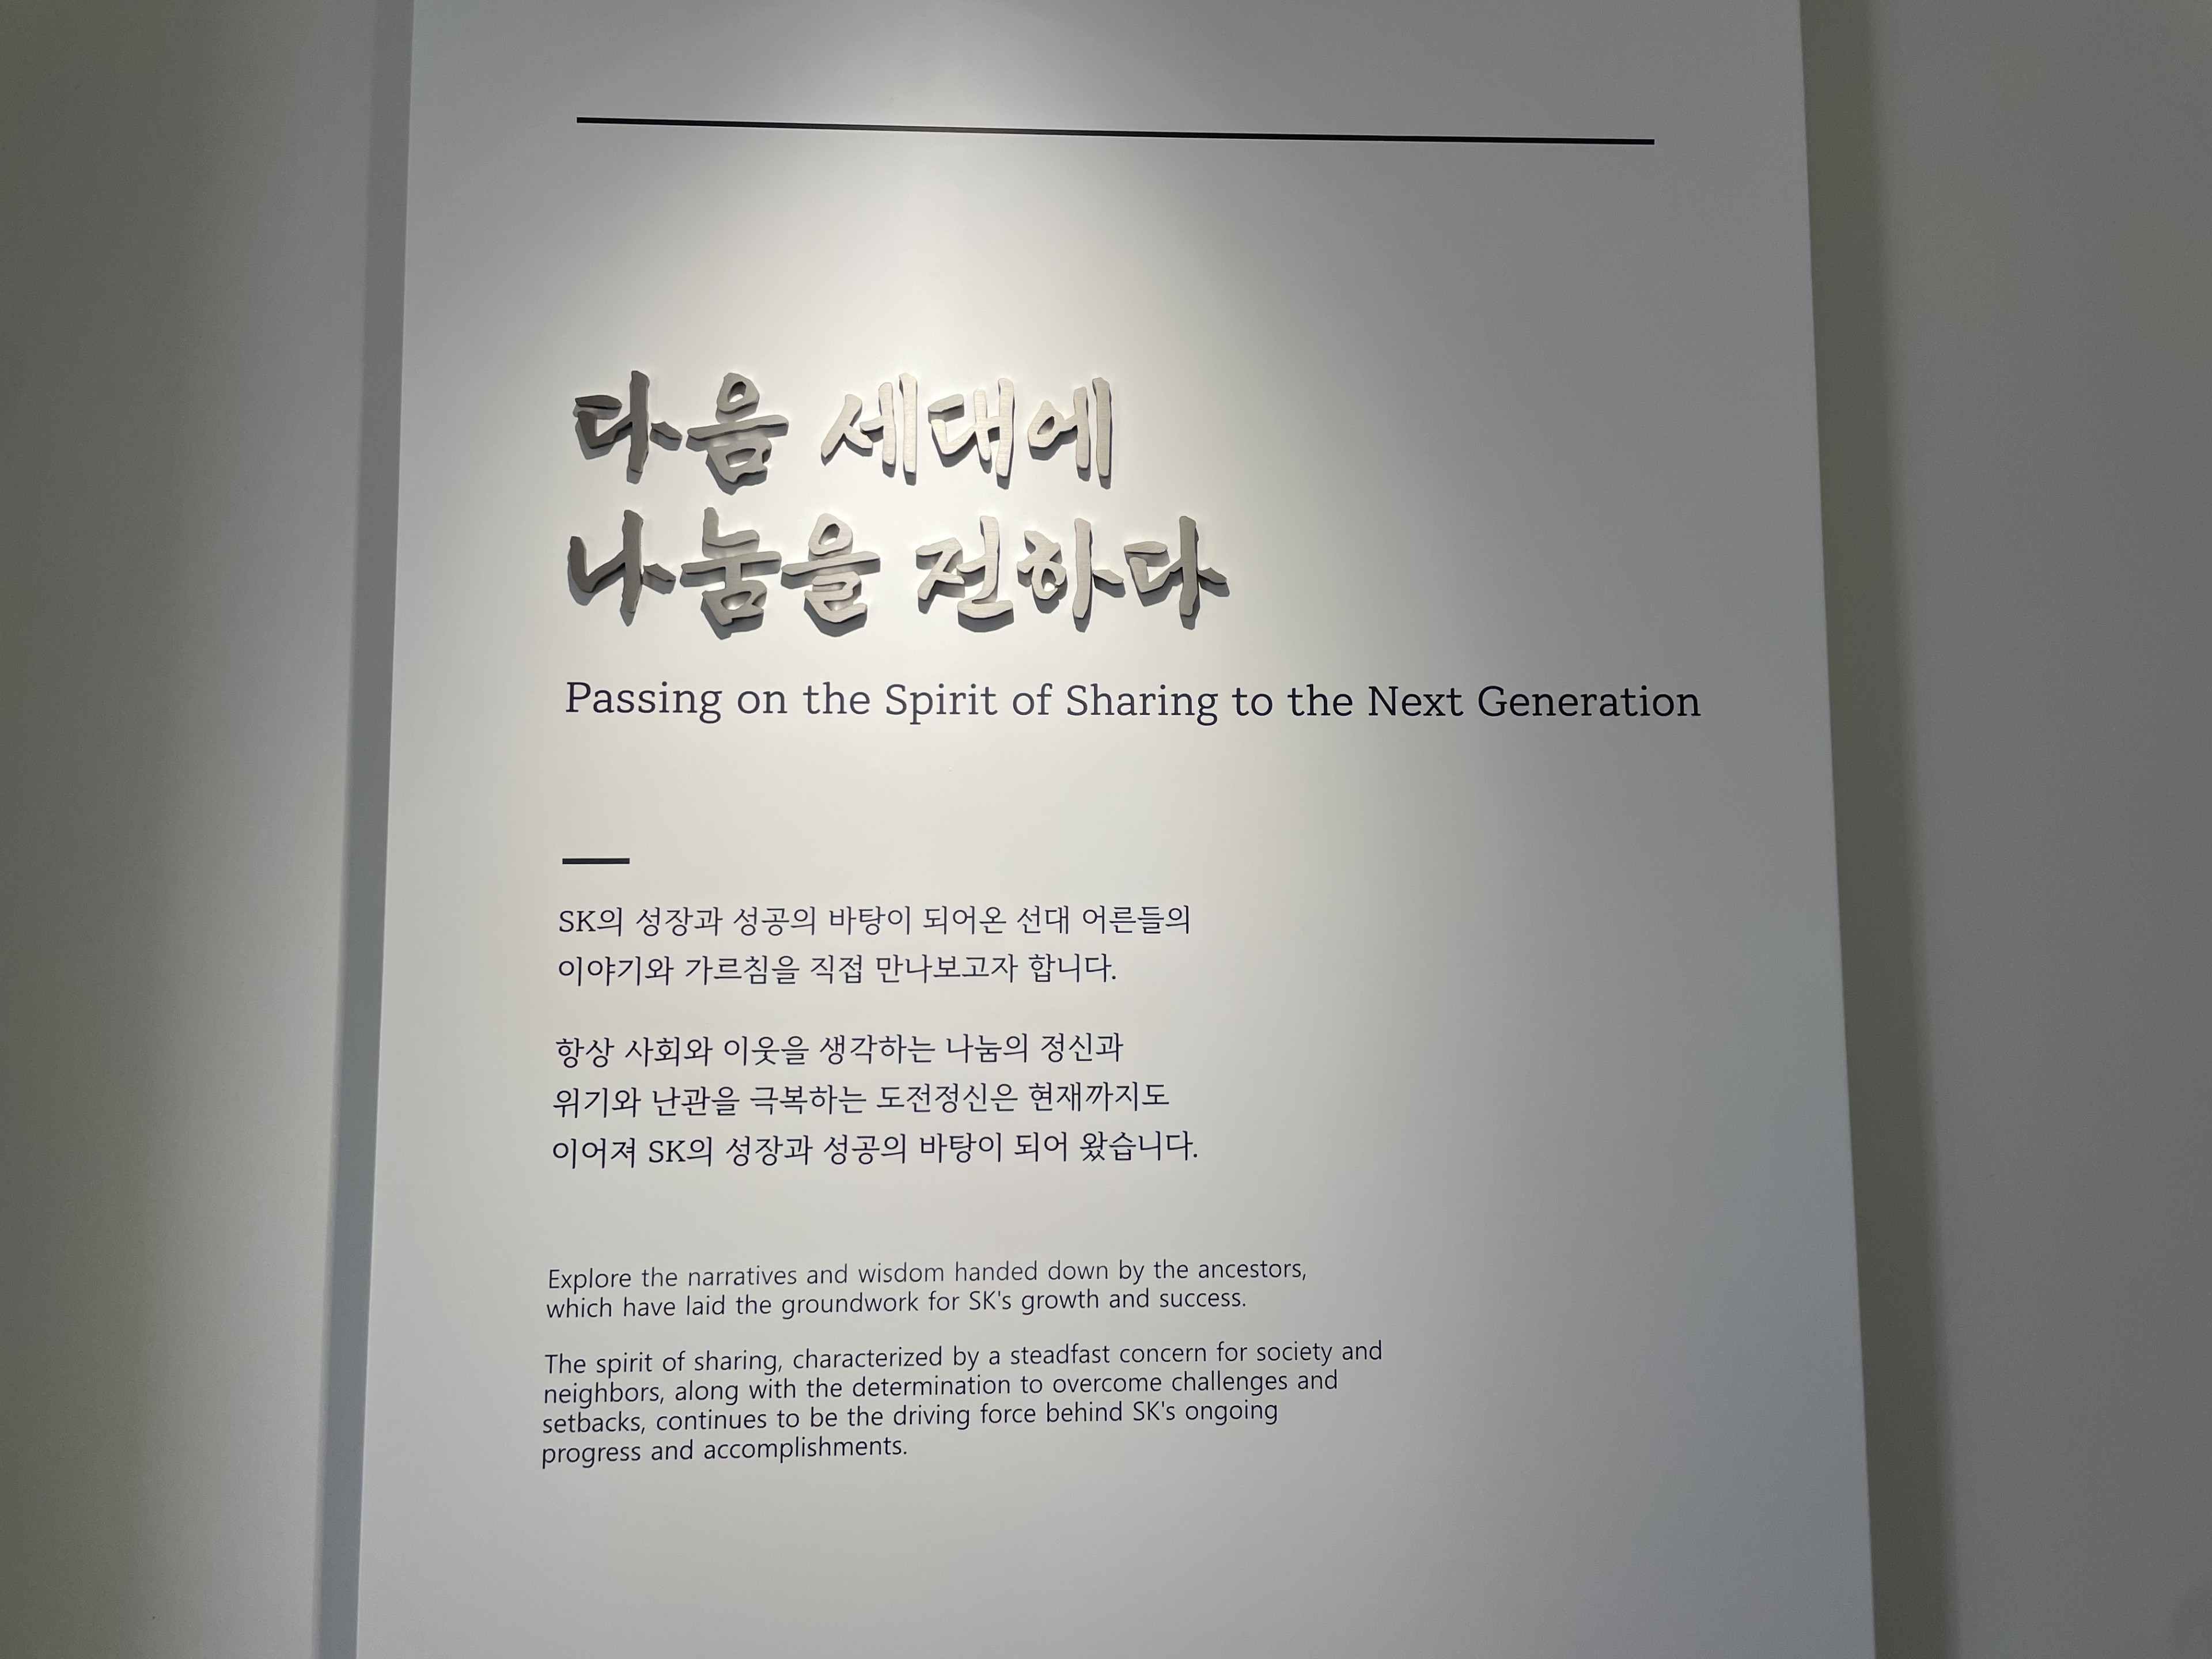 다음 세대에
나눔을 전하다
Passing on the Spirit of Sharing to the Next Generation
SK의 성장과 성공의 바탕이 되어온 선대 어른들의
이야기와 가르침을 직접 만나보고자 합니다.
항상 사회와 이웃을 생각하는 나눔의 정신과
위기와 난관을 극복하는 도전정신은 현재까지도
이어져 SK의 성장과 성공의 바탕이 되어 왔습니다.
Explore the narratives and wisdom handed down by the ancestors,
which have laid the groundwork for SK's growth and success.
The spirit of sharing, characterized by a steadfast concern for society and
neighbors, along with the determination to overcome challenges and
setbacks, continues to be the driving force behind SK's ongoing
progress and accomplishments.